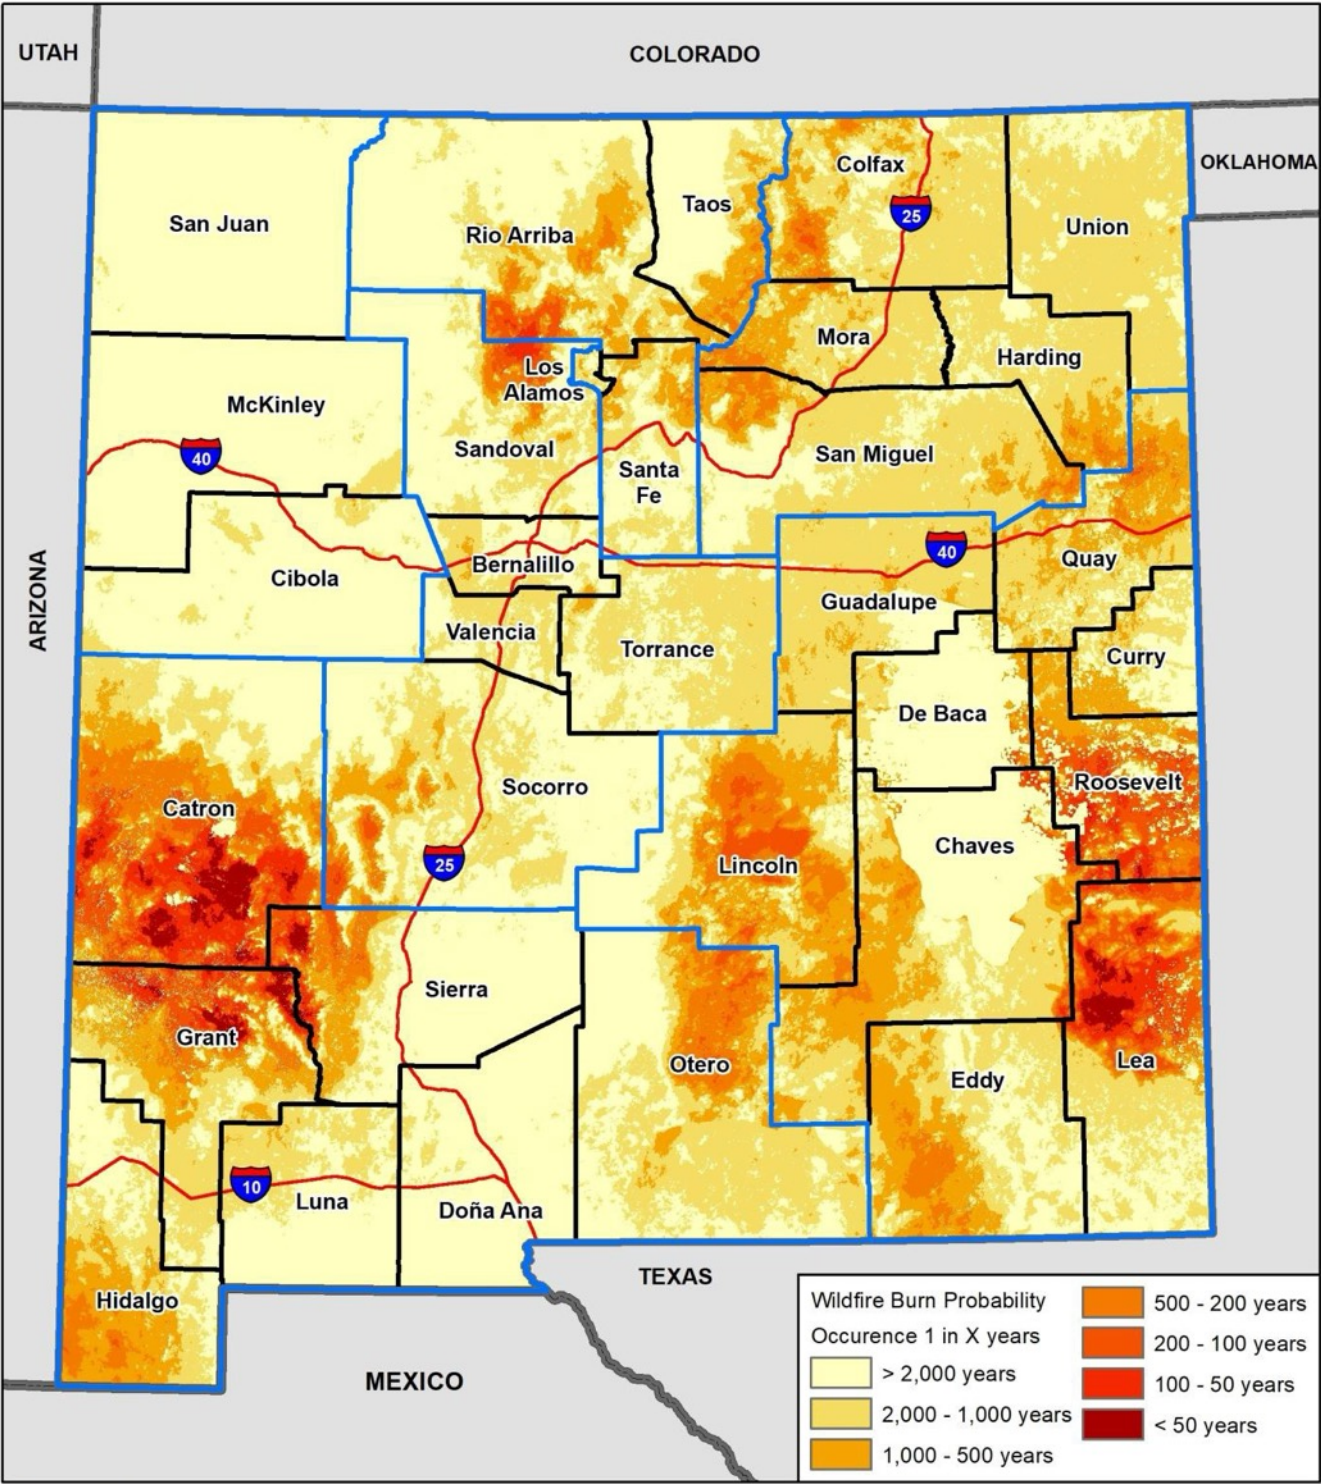 UTAH
COLORADO
OKLAHOMA
Colfax
Taos
25
San Juan
Rio Arriba
Union
Mora
Harding
Los
Alamos
McKinley
40
Sandoval
San Miguel
Santa
Fe
ARIZONA
40
Bernalillo
Quay
Cibola
Guadalupe
Valencia
Torrance
Curry
De Baca
Socorro
Roosevelt
Catron
25
Lincoln
Chaves
Sierra
Grant
Otero
Lea
Eddy
10
Luna
Doña Ana
Hidalgo
TEXAS
MEXICO
Wildfire Burn Probability
Occurence 1 in X years
> 2,000 years
2,000 - 1,000 years
1,000 - 500 years
500 - 200 years
200 - 100 years
100 - 50 years
< 50 years